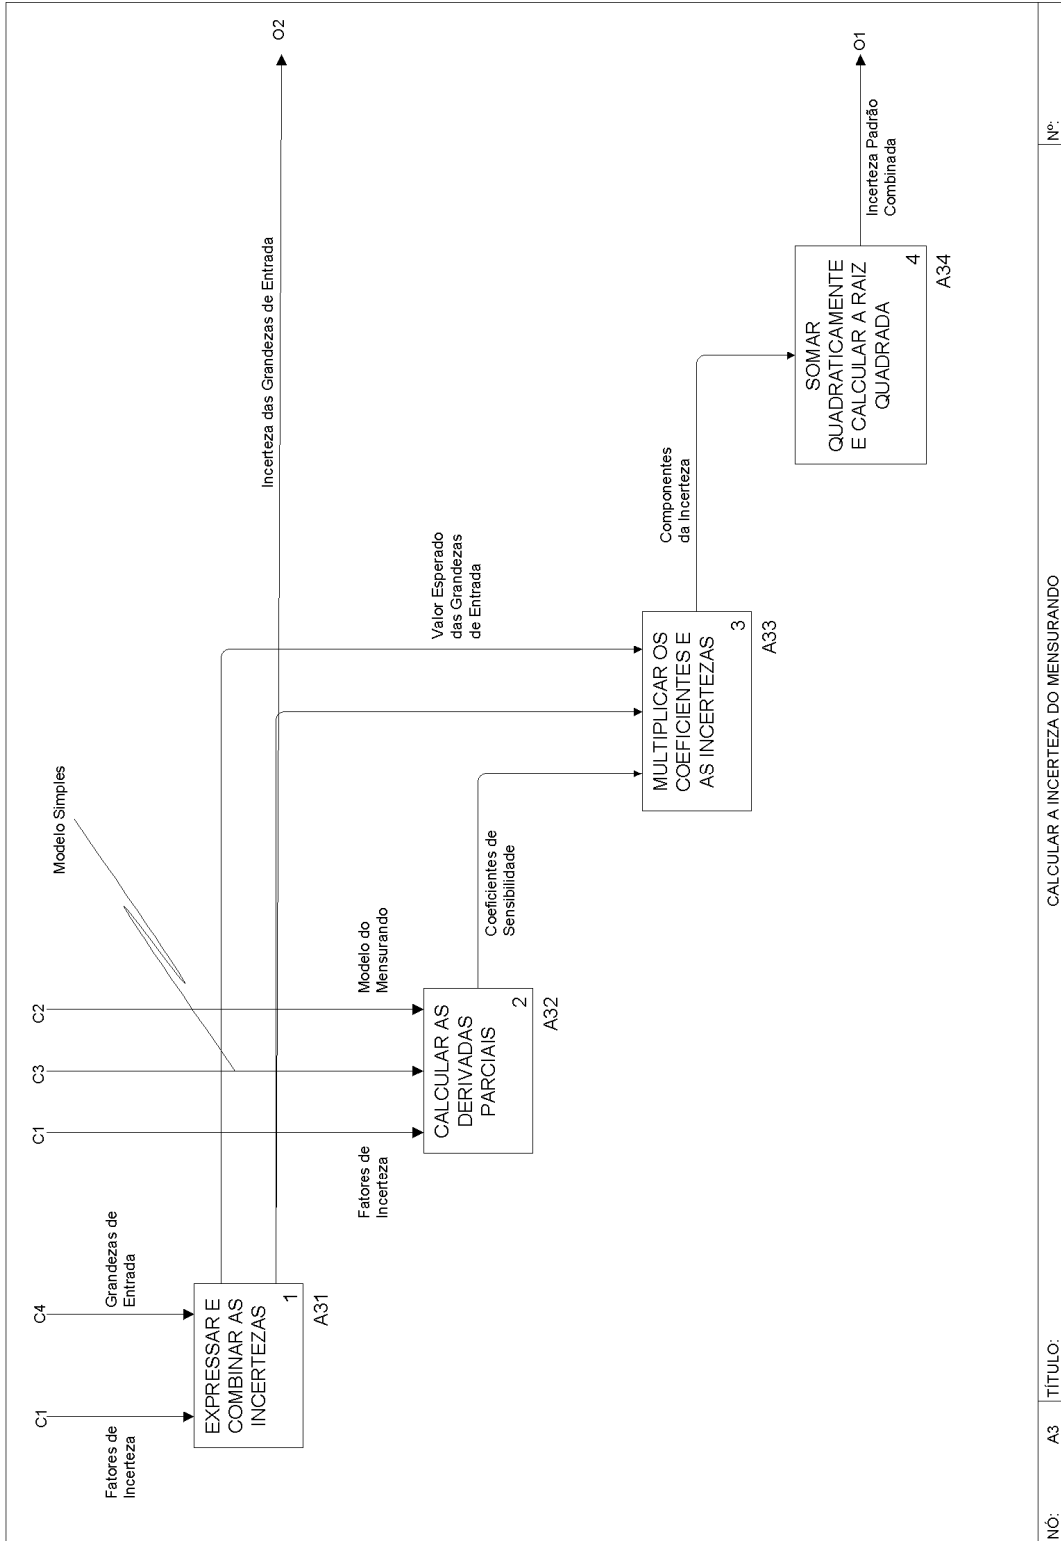 C1
C4
C1
C3
C2
Fatores de
Incerteza
Grandezas de
Entrada
Modelo Simples
O2
EXPRESSAR E
COMBINAR AS
INCERTEZAS
1
A31
Incerteza das Grandezas de Entrada
Fatores de
Incerteza
Modelo do
Mensurando
CALCULAR AS
DERIVADAS
PARCIAIS
2
A32
Valor Esperado
das Grandezas
de Entrada
Coeficientes de
Sensibilidade
MULTIPLICAR OS
COEFICIENTES E
AS INCERTEZAS
3
A33
Componentes
da Incerteza
SOMAR
QUADRATICAMENTE
E CALCULAR A RAIZ
QUADRADA
4
A34
Incerteza Padrão
Combinada
O1
NÓ:
A3
TÍTULO:
CALCULAR A INCERTEZA DO MENSURANDO
Nº: